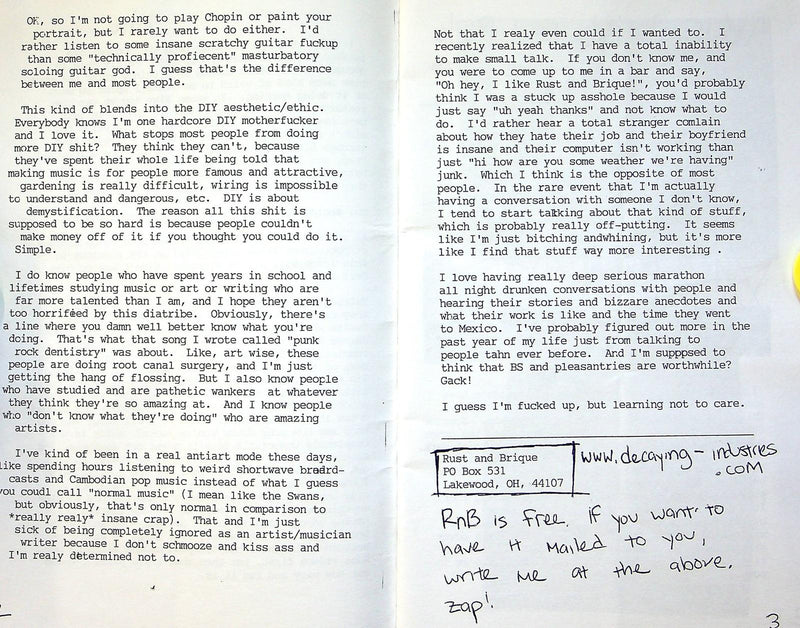 OK, so I'm not going to play Chopin or paint your
portrait, but I rarely want to do either.  I'd
rather listen to some insane scratchy guitar fuckup
than some "technically profiecent" masturbatory
soloing guitar god.  I guess that's the difference
between me and most people.

This kind of blends into the DIY aesthetic/ethic.
Everybody knows I'm one hardcore DIY motherfucker
and I love it.  What stops most people from doing
more DIY shit?  They think they can't, because
they've spent their whole life being told that
making music is for people more famous and attractive,
gardening is really difficult, wiring is impossible
to understand and dangerous, etc.  DIY is about
demystification.  The reason all this shit is
supposed to be so hard is because people couldn't
make money off of it if you thought you could do it.
Simple.

I do know people who have spent years in school and
lifetimes studying music or art or writing who are
far more talented than I am, and I hope they aren't
too horrified by this diatribe.  Obviously, there's
a line where you damn well better know what you're
doing.  That's what that song I wrote called "punk
rock dentistry" was about.  Like, art wise, these
people are doing root canal surgery, and I'm just
getting the hang of flossing.  But I also know people
who have studied and are pathetic wankers  at whatever
they think they're so amazing at.  And I know people
who "don't know what they're doing" who are amazing
artists.

I've kind of been in a real antiart mode these days,
like spending hours listening to weird shortwave broadrd-
casts and Cambodian pop music instead of what I guess
you coudl call "normal music" (I mean like the Swans,
but obviously, that's only normal in comparison to
*really realy* insane crap).  That and I'm just
sick of being completely ignored as an artist/musician
writer because I don't schmooze and kiss ass and
I'm realy determined not to.

2

Not that I realy even could if I wanted to.  I
recently realized that I have a total inability
to make small talk.  If you don't know me, and
you were to come up to me in a bar and say,
"Oh hey, I like Rust and Brique!", you'd probably
think I was a stuck up asshole because I would
just say "uh yeah thanks" and not know what to
do.  I'd rather hear a total stranger comlain
about how they hate their job and their boyfriend
is insane and their computer isn't working than
just "hi how are you some weather we're having"
junk.  Which I think is the opposite of most
people.  In the rare event that I'm actually
having a conversation with someone I don't know,
I tend to start talking about that kind of stuff,
which is probably really off-putting.  It seems
like I'm just bitching andwhining, but it's more
like I find that stuff way more interesting .

I love having really deep serious marathon
all night drunken conversations with people and
hearing their stories and bizzare anecdotes and
what their work is like and the time they went
to Mexico.  I've probably figured out more in the
past year of my life just from talking to
people tahn ever before.  And I'm suppposed to
think that BS and pleasantries are worthwhile?
Gack!

I guess I'm fucked up, but learning not to care.

Rust and Brique
PO Box 531
Lakewood, OH, 44107
www.decaying-industries
.com
RnB is free. if you want to
have it mailed to you,
write me at the above.
zap!
3